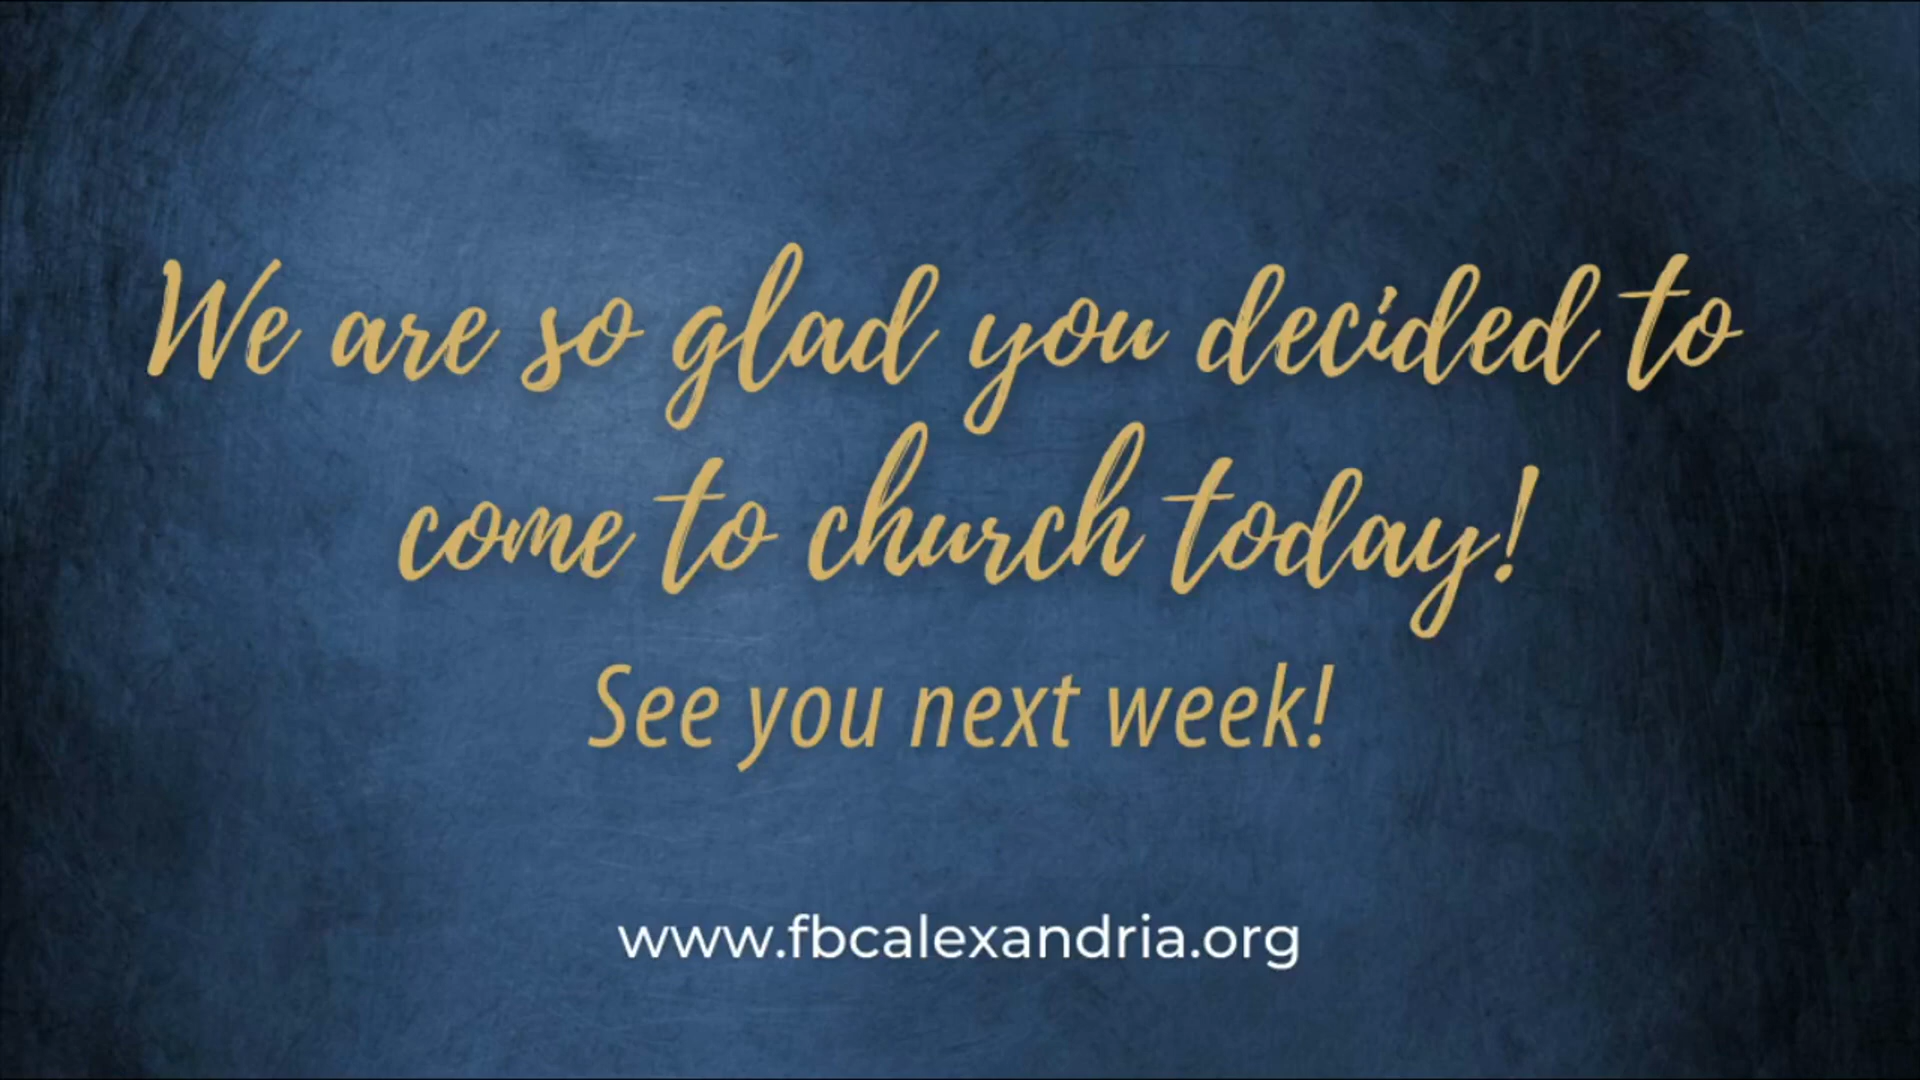 We are so glad you decided to
come to church today!
See you next week!
www.fbcalexandria.org